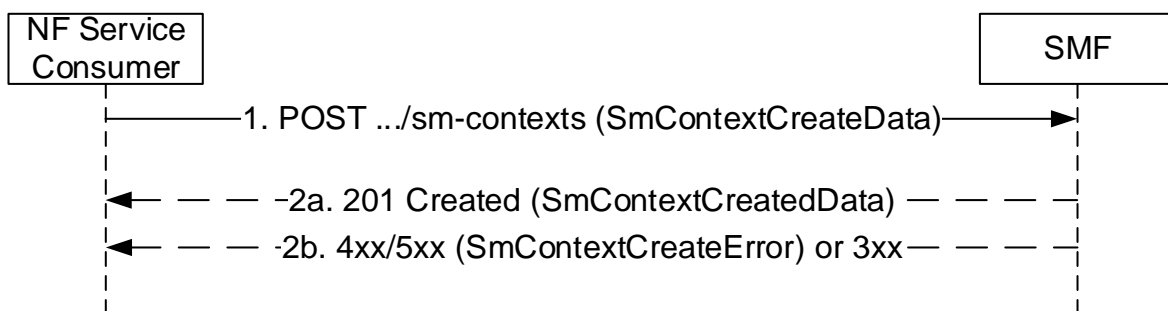 NF Service
Consumer
SMF
1. POST .../sm-contexts (SmContextCreateData)
2a. 201 Created (SmContextCreatedData)
2b. 4xx/5xx (SmContextCreateError) or 3xx